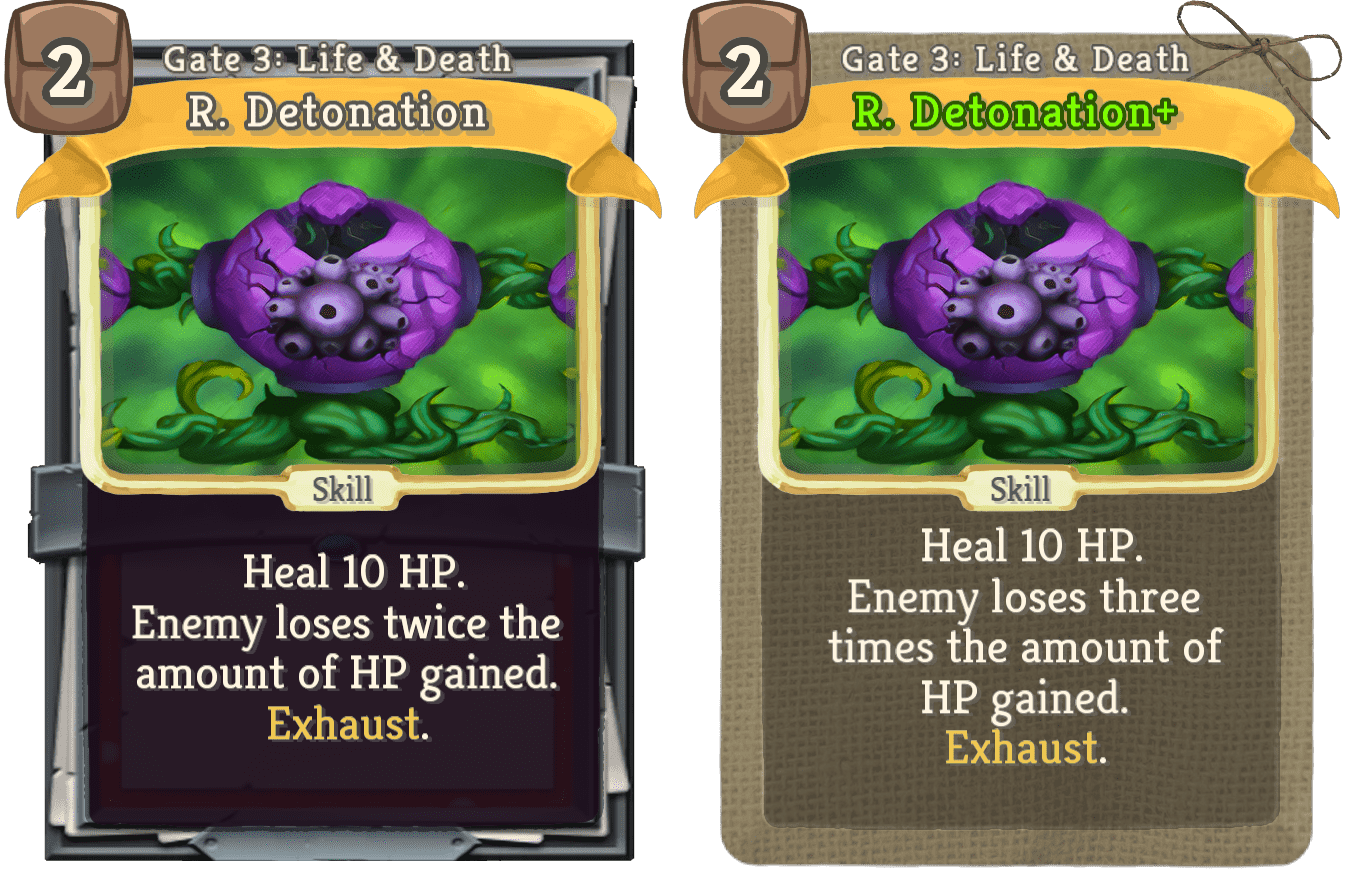 2
Gate 3: Life & Death
R. Detonation
Skill
Heal 10 HP.
Enemy loses twice the
amount of HP gained.
Exhaust.
2
Gate 3: Life & Death
R. Detonation+
Skill
Heal 10 HP.
Enemy loses three
times the amount of
HP gained.
Exhaust.